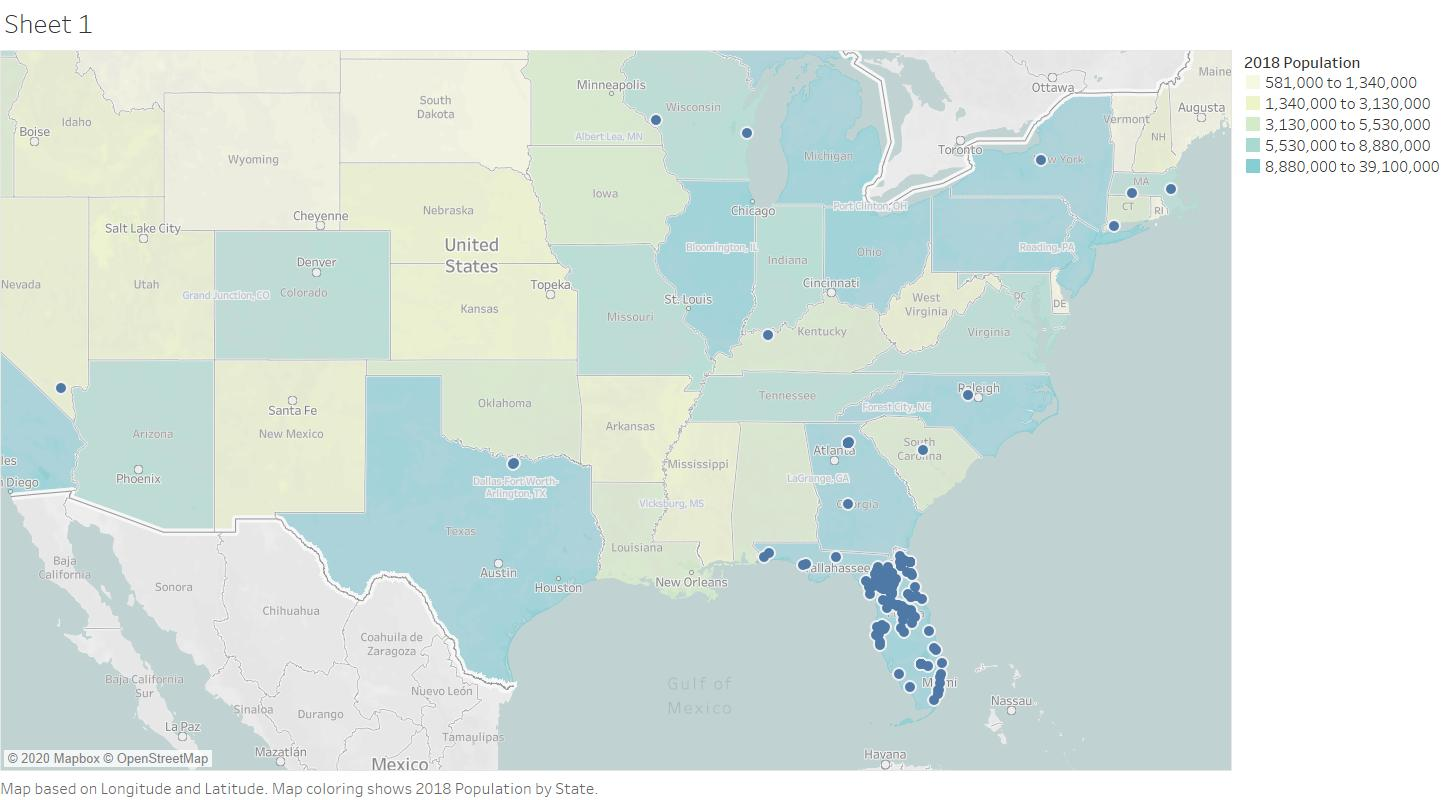 Sheet 1
2018 Population
581,000 to 1,340,000
1,340,000 to 3,130,000
3,130,000 to 5,530,000
5,530,000 to 8,880,000
8,880,000 to 39,100,000
Maine
Minneapolis
Ottawa
South
Dakota
Wisconsin
Augusta
Idaho
Boise
Vermont
NH
Albert Lea, MN
Toronto
Michigan
w York
Wyoming
MA
Iowa
Nebraska
Chicago
Port Clinton, OH
CT
RI
Cheyenne
Salt Lake City
United
States
Bloomington, IL
Ohio
Reading, PA
Denver
Indiana
Nevada
Utah
Grand Junction, CO
Colorado
Topeka
Cincinnati
St. Louis
West
Virginia
DC
DE
Kansas
Missouri
Kentucky
Virginia
Raleigh
Tennessee
Santa Fe
Oklahoma
Forest City, NC
Arizona
New Mexico
Arkansas
South
Carolina
les
Phoenix
Atlanta
Mississippi
n Diego
Dallas-Fort Worth-
Arlington, TX
LaGrange, GA
Vicksburg, MS
Texas
Louisiana
Baja
California
Sonora
Austin
Houston
New Orleans
allahassee
Chihuahua
Coahuila de
Zaragoza
Baja California
Sur
Nuevo León
Gulf of
Mexico
M
mi
Sinaloa
Durango
Nassau
La Paz
Tamaulipas
Mazatlán
Mexico
Havana
© 2020 Mapbox © OpenStreetMap
Map based on Longitude and Latitude. Map coloring shows 2018 Population by State.